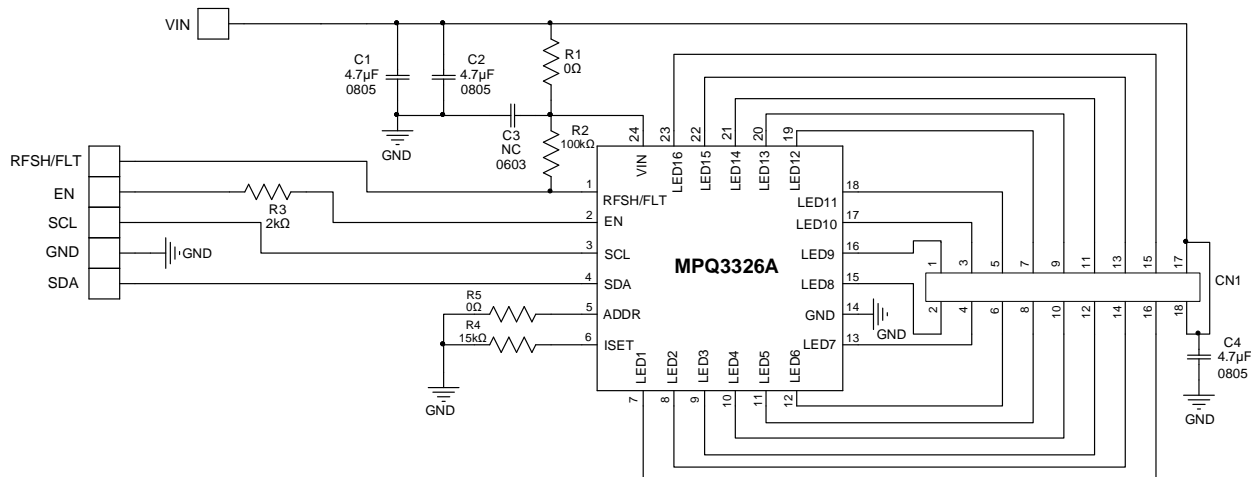 VIN
C1
4.7µF
0805
C2
4.7µF
0805
R1
0Ω
GND
C3
NC
0603
R2
100kΩ
24
23
22
21
20
19
VIN
LED16
LED15
LED14
LED13
LED12
RFSH/FLT
EN
SCL
GND
SDA
R3
2kΩ
GND
1
2
3
4
5
6
RFSH/FLT
EN
SCL
SDA
ADDR
ISET
R5
0Ω
R4
15kΩ
GND
MPQ3326A
LED11
LED10
LED9
LED8
GND
LED7
18
17
16
15
14
13
GND
LED1
LED2
LED3
LED4
LED5
LED6
7
8
9
10
11
12
1
3
5
7
9
11
13
15
17
CN1
2
4
6
8
10
12
14
16
18
C4
4.7µF
0805
GND